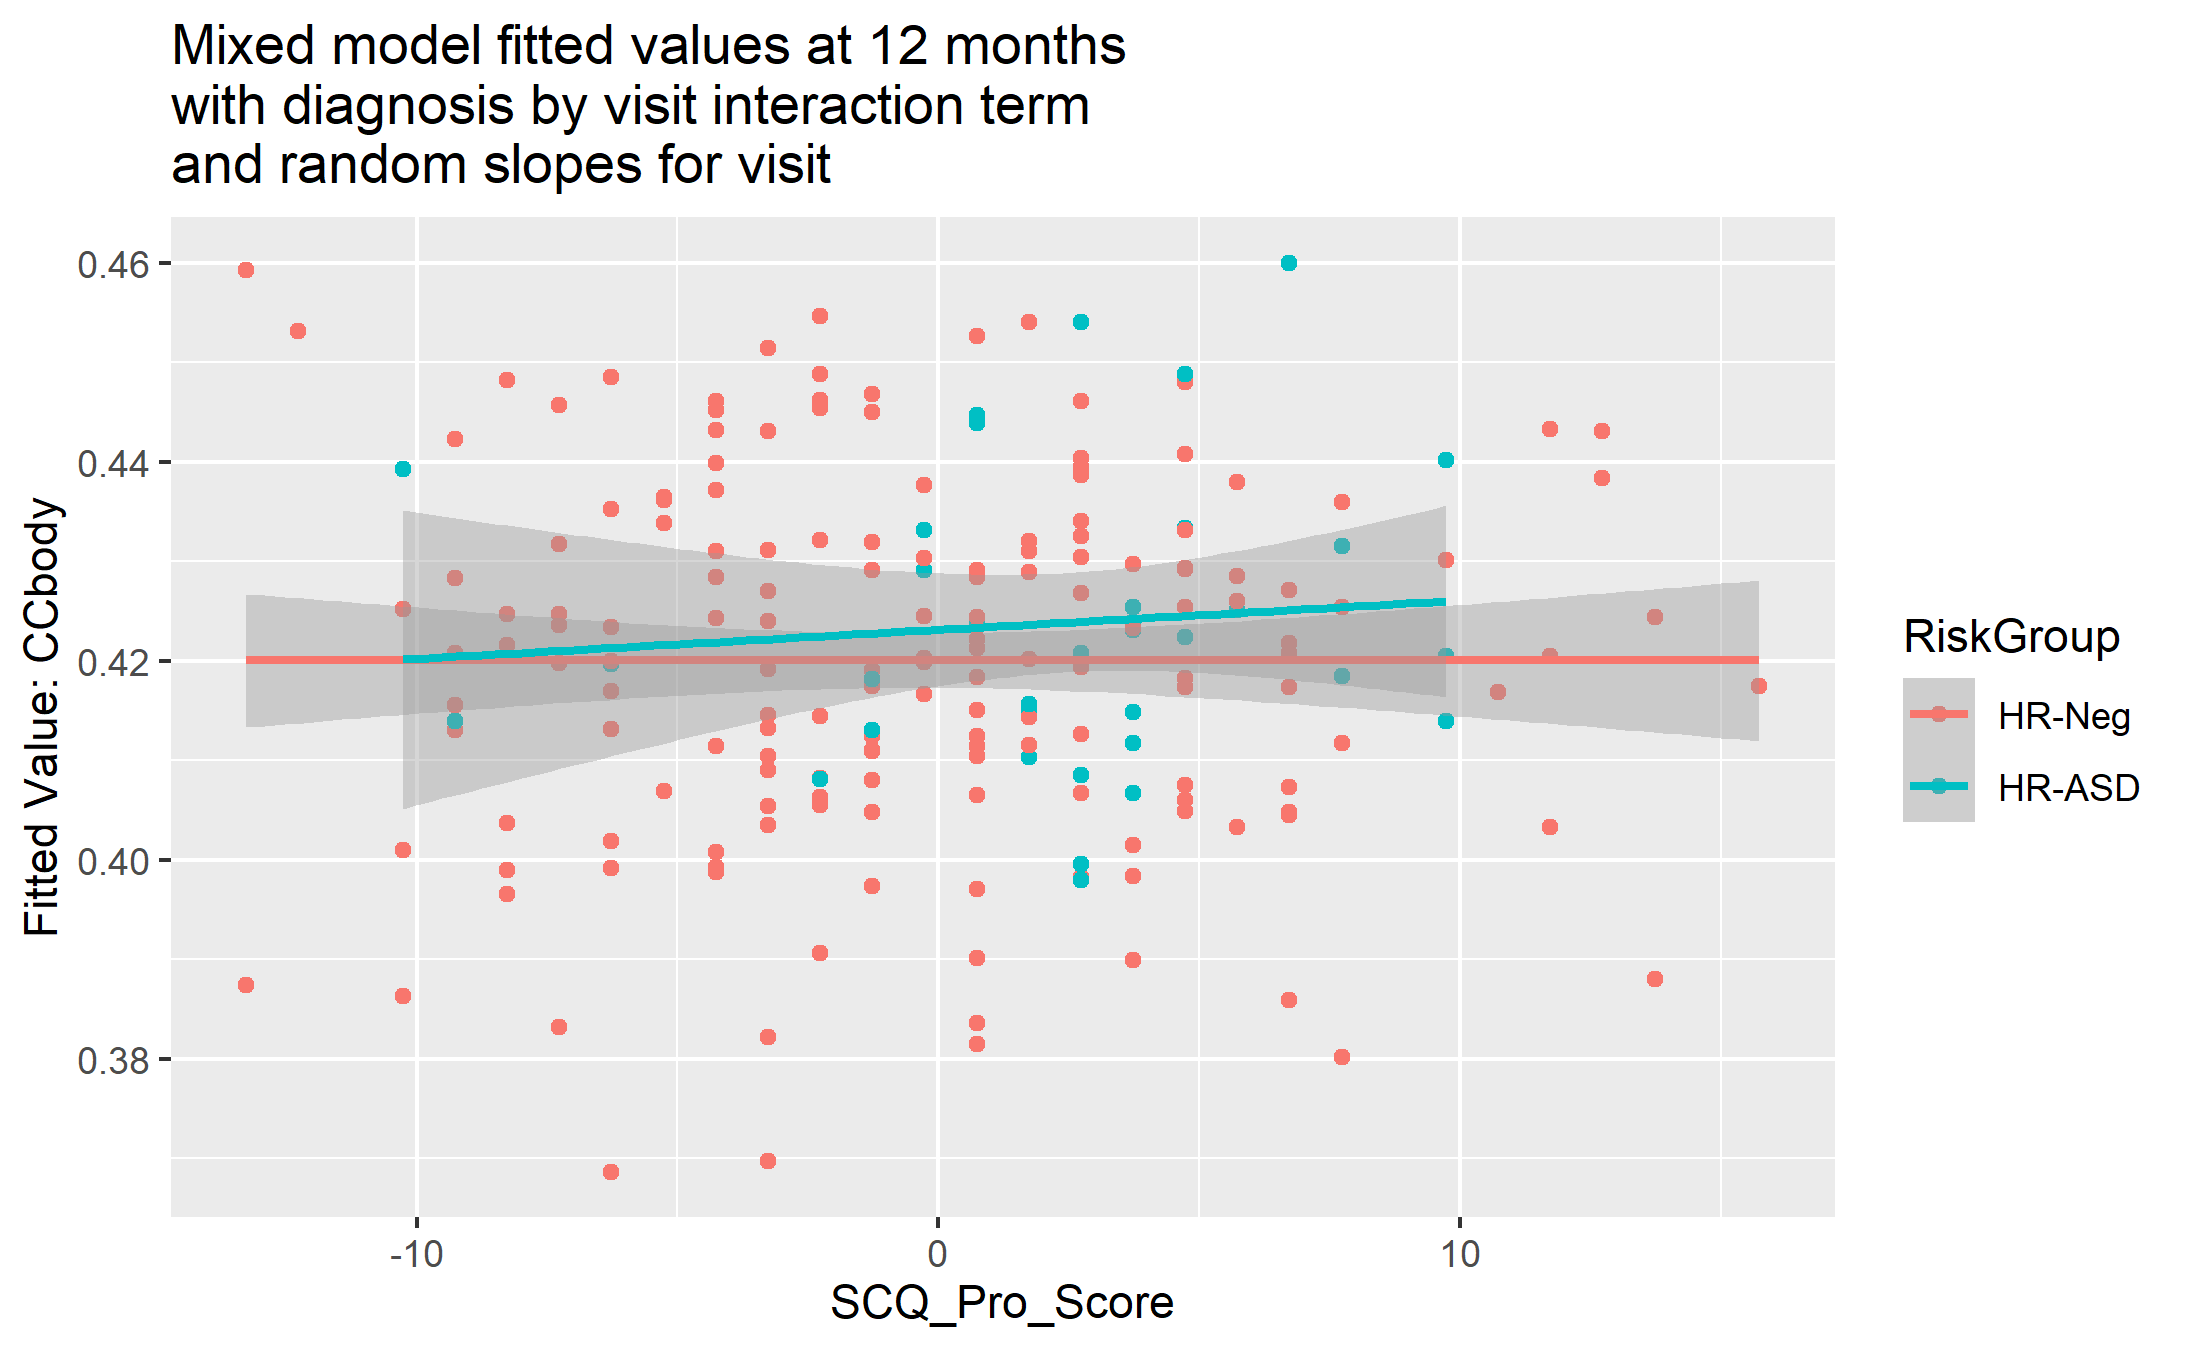 Mixed model fitted values at 12 months
with diagnosis by visit interaction term
and random slopes for visit
0.46
0.44
0.42
0.40
0.38
Fitted Value: CCbody
-10
0
10
SCQ_Pro_Score
RiskGroup
HR-Neg
HR-ASD